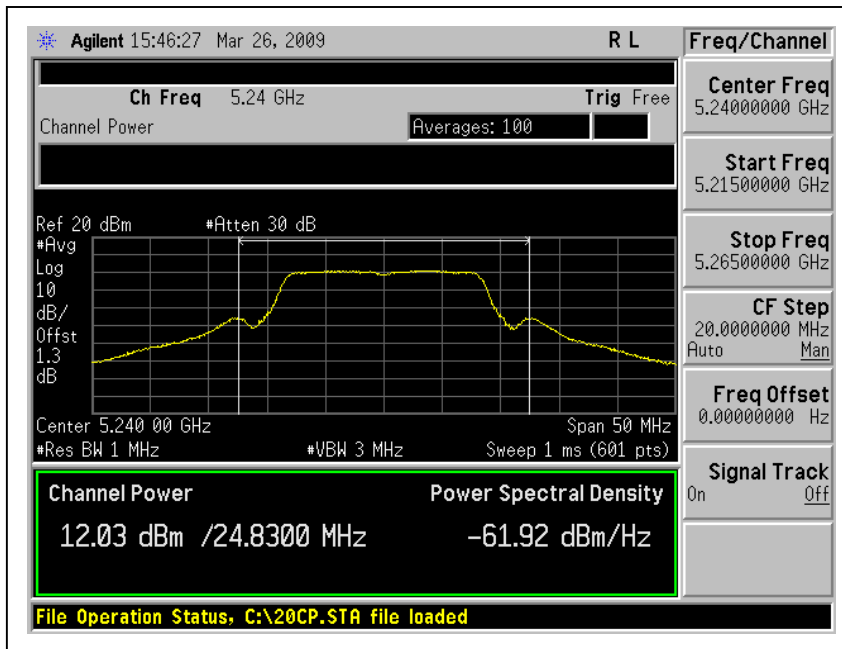 Agilent 15:46:27 Mar 26, 2009 R L
Freq/Channel
Ch Freq 5.24 GHz Trig Free
Channel Power Averages: 100
Ref 20 dBm #Atten 30 dB
#Avg
Log
10
dB/
Offst
1.3
dB
Center 5.240 00 GHz Span 50 MHz
#Res BW 1 MHz #VBW 3 MHz Sweep 1 ms (601 pts)
Channel Power Power Spectral Density
12.03 dBm /24.8300 MHz -61.92 dBm/Hz
File Operation Status, C:\20CP.STA file loaded
Center Freq
5.24000000 GHz
Start Freq
5.21500000 GHz
Stop Freq
5.26500000 GHz
CF Step
20.0000000 MHz
Auto Man
Freq Offset
0.00000000 Hz
Signal Track
On Off